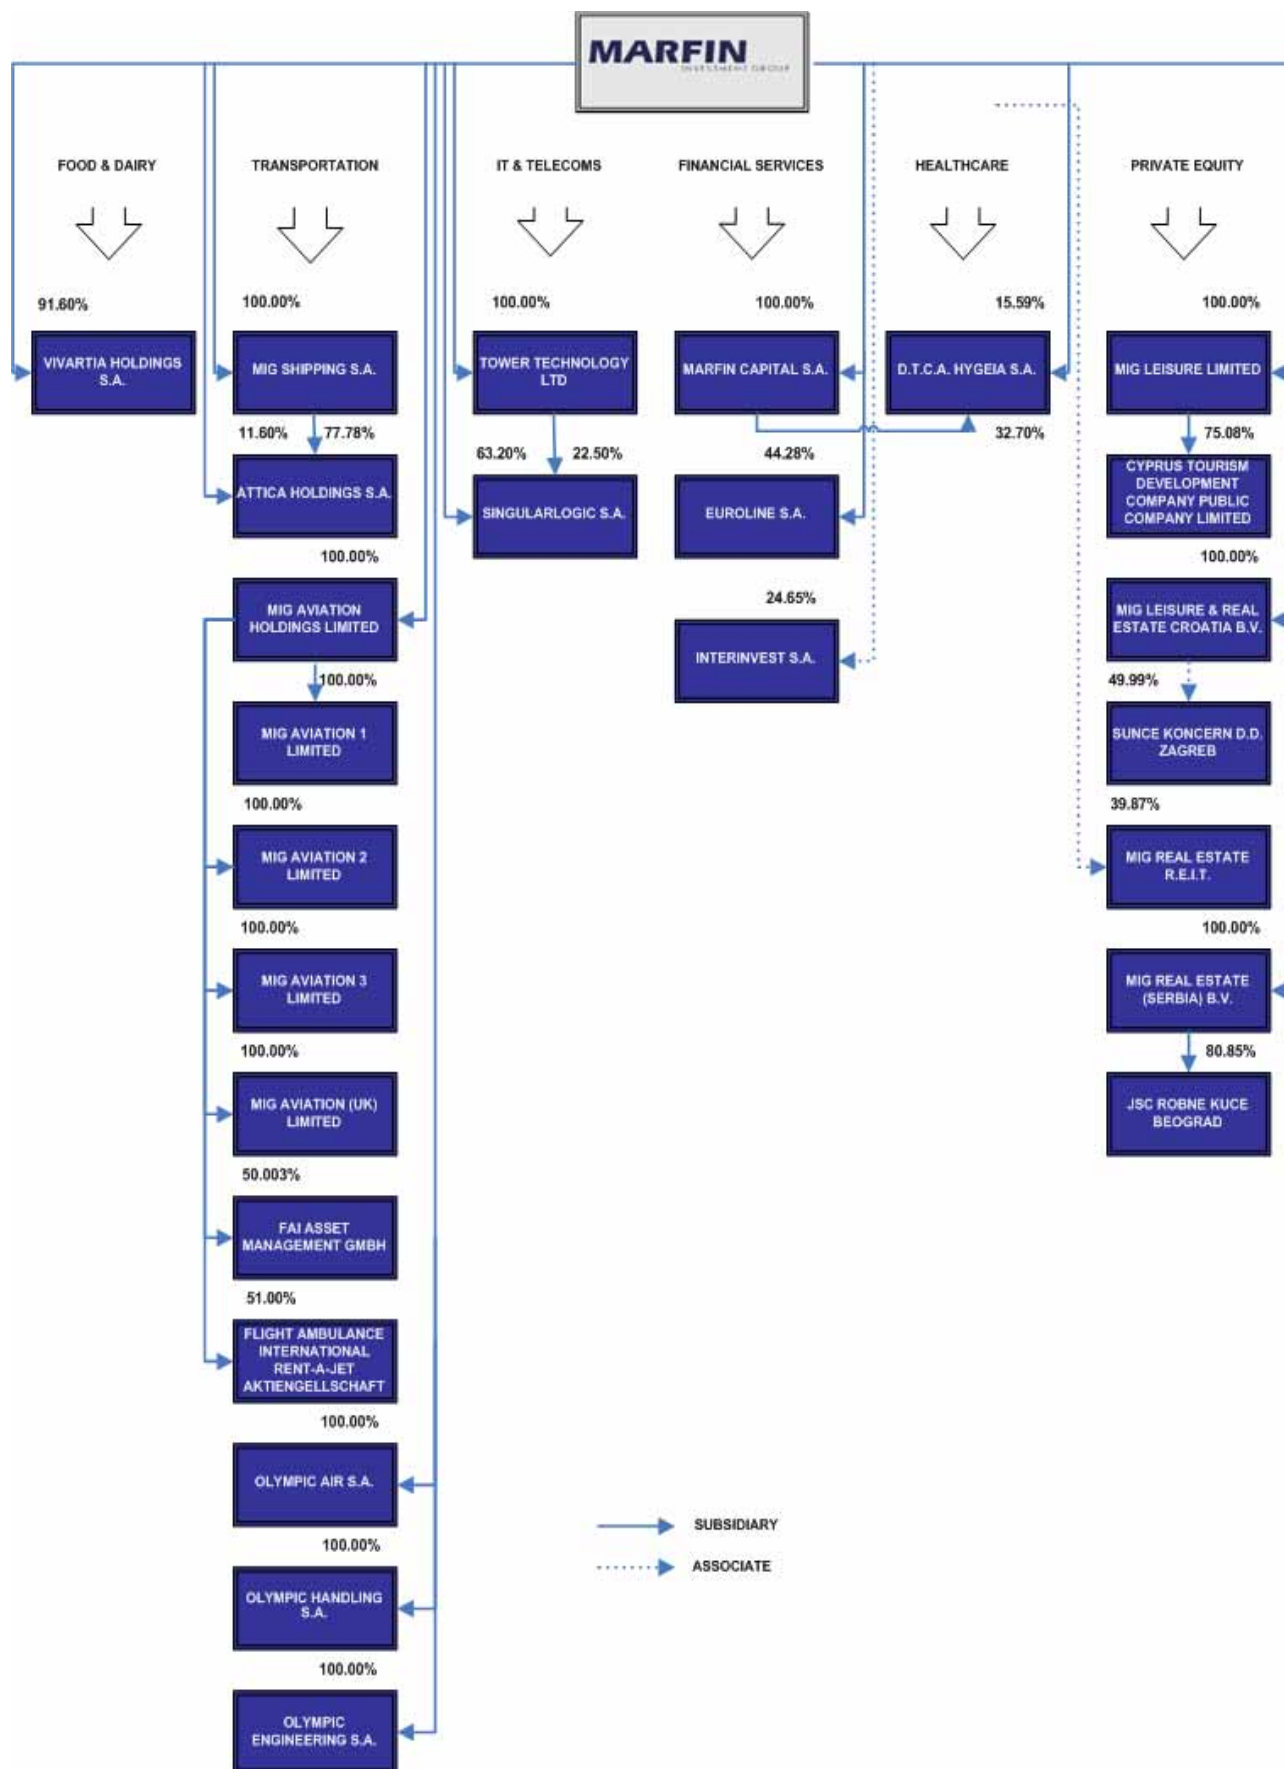 MARFIN
INVESTMENT GROUP
FOOD & DAIRY
91.60%
VIVARTIA HOLDINGS
S.A.
TRANSPORTATION
100.00%
MIG SHIPPING S.A.
11.60% 77.78%
ATTICA HOLDINGS S.A.
100.00%
MIG AVIATION
HOLDINGS LIMITED
100.00%
MIG AVIATION 1
LIMITED
100.00%
MIG AVIATION 2
LIMITED
100.00%
MIG AVIATION 3
LIMITED
100.00%
MIG AVIATION (UK)
LIMITED
50.003%
FAI ASSET
MANAGEMENT GMBH
51.00%
FLIGHT AMBULANCE
INTERNATIONAL
RENT-A-JET
AKTIENGELLSCHAFT
100.00%
OLYMPIC AIR S.A.
100.00%
OLYMPIC HANDLING
S.A.
100.00%
OLYMPIC
ENGINEERING S.A.
IT & TELECOMS
100.00%
TOWER TECHNOLOGY
LTD
63.20% 22.50%
SINGULARLOGIC S.A.
FINANCIAL SERVICES
100.00%
MARFIN CAPITAL S.A.
44.28%
EUROLINE S.A.
24.65%
INTERINVEST S.A.
HEALTHCARE
15.59%
D.T.C.A. HYGEIA S.A.
32.70%
PRIVATE EQUITY
100.00%
MIG LEISURE LIMITED
75.08%
CYPRUS TOURISM
DEVELOPMENT
COMPANY PUBLIC
COMPANY LIMITED
100.00%
MIG LEISURE & REAL
ESTATE CROATIA B.V.
49.99%
SUNCE KONCERN D.D.
ZAGREB
39.87%
MIG REAL ESTATE
R.E.I.T.
100.00%
MIG REAL ESTATE
(SERBIA) B.V.
80.85%
JSC ROBNE KUCE
BEOGRAD
SUBSIDIARY
ASSOCIATE